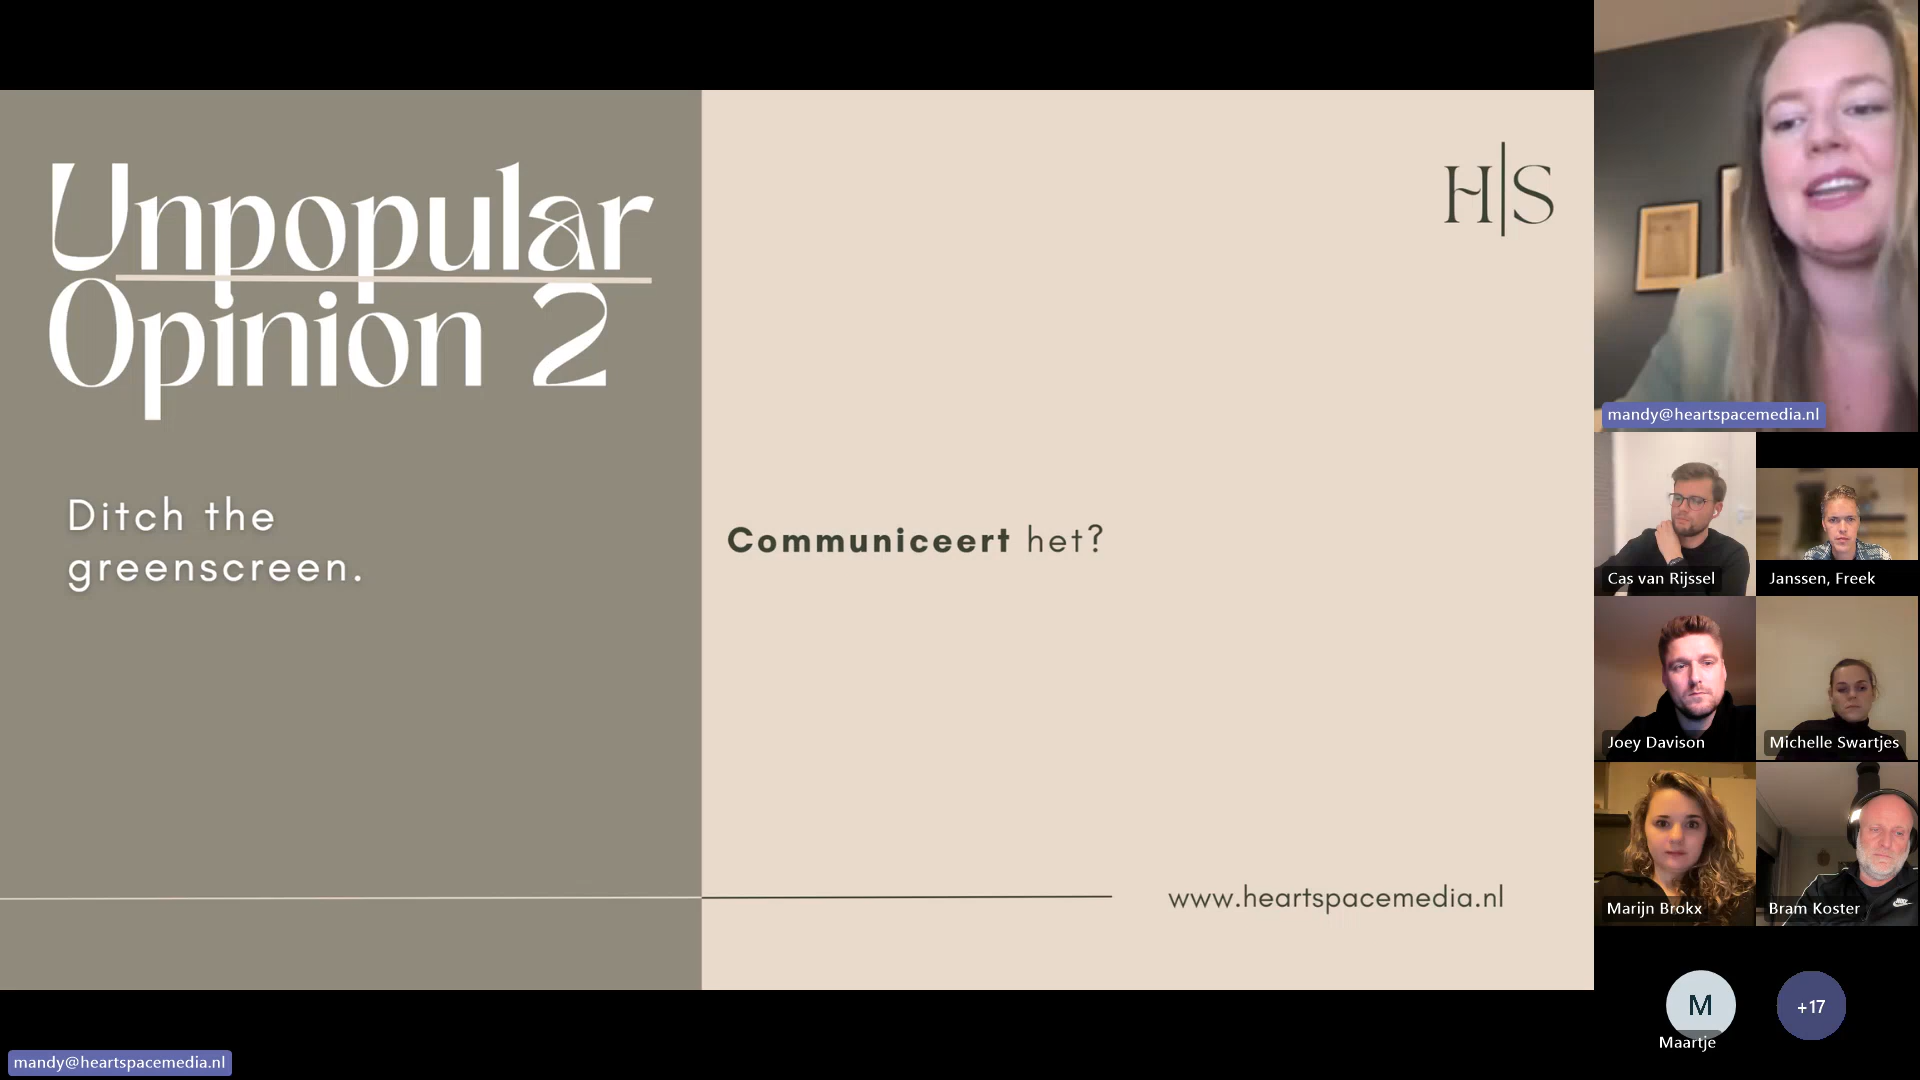 Unpopular
Opinion 2
Ditch the
greenscreen.
H|S
Communiceert het?
www.heartspacemedia.nl
mandy@heartspacemedia.nl
Cas van Rijssel
Janssen, Freek
Joey Davison
Michelle Swartjes
Marijn Brokx
Bram Koster
M
Maartje
+17
mandy@heartspacemedia.nl